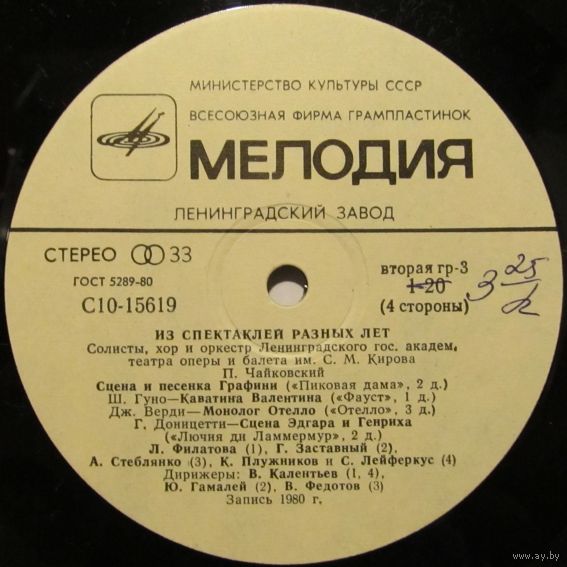 МИНИСТЕРСТВО КУЛЬТУРЫ СССР
ВСЕСОЮЗНАЯ ФИРМА ГРАМПЛАСТИНОК
МЕЛОДИЯ
ЛЕНИНГРАДСКИЙ ЗАВОД
СТЕРЕО 33
ГОСТ 5289-80
С10-15619
вторая гр-3
1-20
(4 стороны)
3 25
ИЗ СПЕКТАКЛЕЙ РАЗНЫХ ЛЕТ
Солисты, хор и оркестр Ленинградского гос. академ.
театра оперы и балета им. С. М. Кирова
П. Чайковский
Сцена и песенка Графини («Пиковая дама», 2 д.)
Ш. Гуно—Каватина Валентина («Фауст», 1 д.)
Дж. Верди—Монолог Отелло («Отелло», 3 д.)
Г. Доницетти—Сцена Эдгара и Генриха
(«Лючия ди Ламмермур», 2 д.)
Л. Филатова (1), Г. Заставный (2),
А. Стеблянко (3), К. Плужников и С. Лейферкус (4)
Дирижеры: В. Калентьев (1, 4),
Ю. Гамалей (2), В. Федотов (3)
Запись 1980 г.
www.ay.by